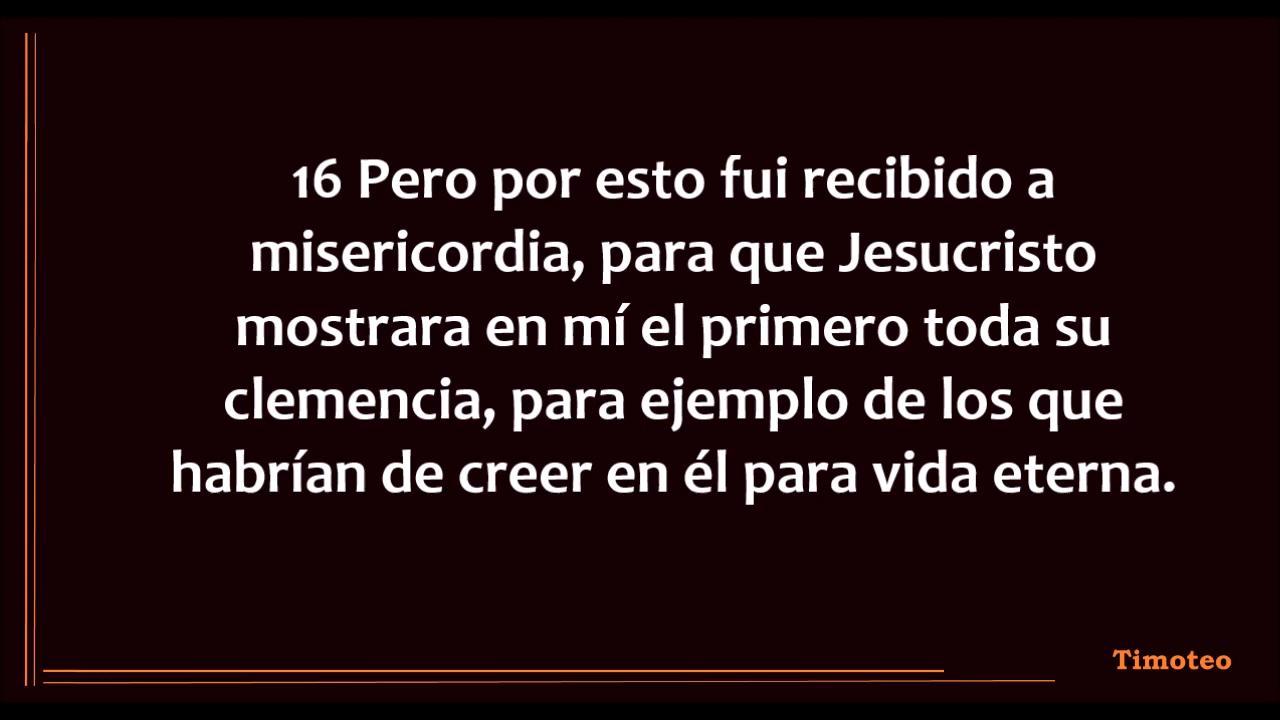 16 Pero por esto fui recibido a
misericordia, para que Jesucristo
mostrara en mí el primero toda su
clemencia, para ejemplo de los que
habrían de creer en él para vida eterna.
Timoteo